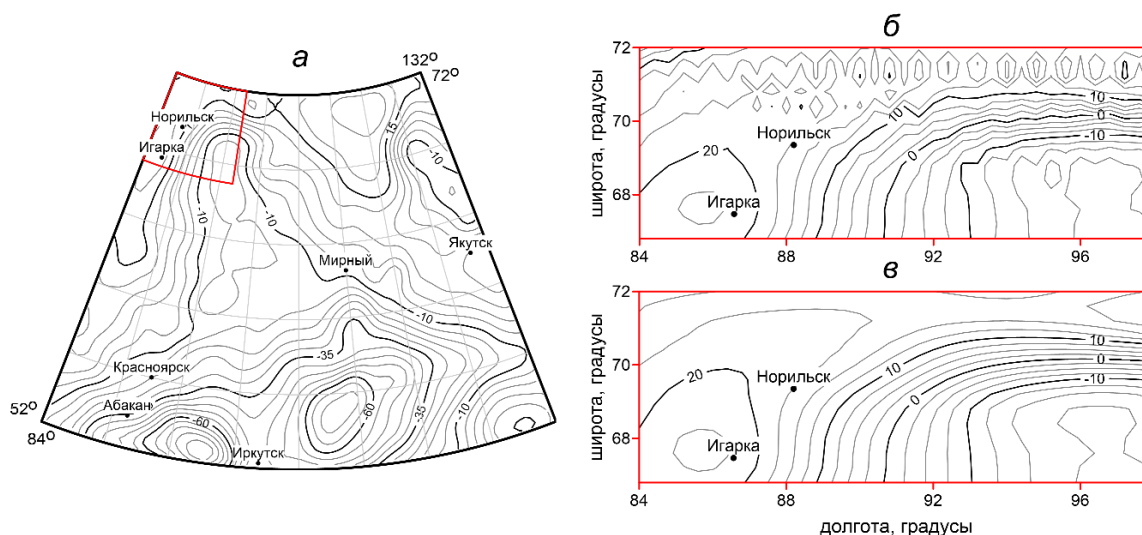 а
132°
72°
Норильск
Игарка
15
-10
-10
-10
Якутск
Мирный
-10
-35
Красноярск
-60
-35
-10
52°
Абакан
-60
84°
Иркутск
б
72
70
68
широта, градусы
10
0
-10
10
Норильск
0
20
Игарка
84
88
92
96
в
72
70
68
широта, градусы
10
0
-10
10
Норильск
20
0
Игарка
84
88
92
96
долгота, градусы